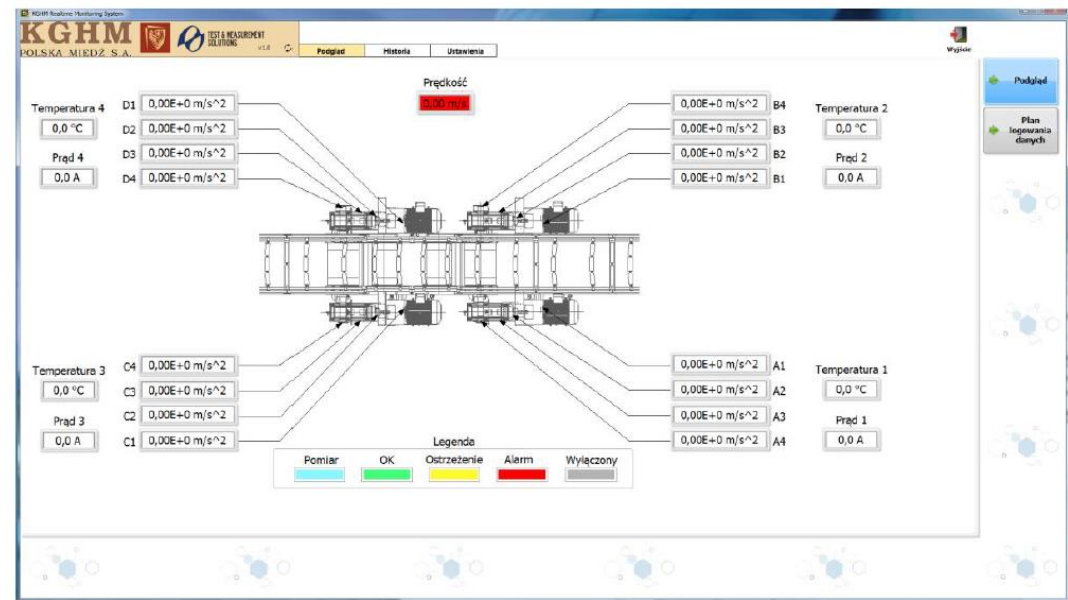 KGHM Realtime Monitoring System
KGHM
POLSKA MIEDŹ S.A.
TEST & MEASUREMENT
SOLUTIONS
v1.8
Podgląd Historia Ustawienia
Wyjście
Podgląd
Plan
logowania
danych
Prędkość
0,00 m/s
Temperatura 4
0,0 °C
Prąd 4
0,0 A
D1 0,00E+0 m/s^2
D2 0,00E+0 m/s^2
D3 0,00E+0 m/s^2
D4 0,00E+0 m/s^2
0,00E+0 m/s^2 B4
0,00E+0 m/s^2 B3
0,00E+0 m/s^2 B2
0,00E+0 m/s^2 B1
Temperatura 2
0,0 °C
Prąd 2
0,0 A
Temperatura 3
0,0 °C
Prąd 3
0,0 A
C4 0,00E+0 m/s^2
C3 0,00E+0 m/s^2
C2 0,00E+0 m/s^2
C1 0,00E+0 m/s^2
0,00E+0 m/s^2 A1
0,00E+0 m/s^2 A2
0,00E+0 m/s^2 A3
0,00E+0 m/s^2 A4
Temperatura 1
0,0 °C
Prąd 1
0,0 A
Legenda
Pomiar OK Ostrzeżenie Alarm Wyłączony